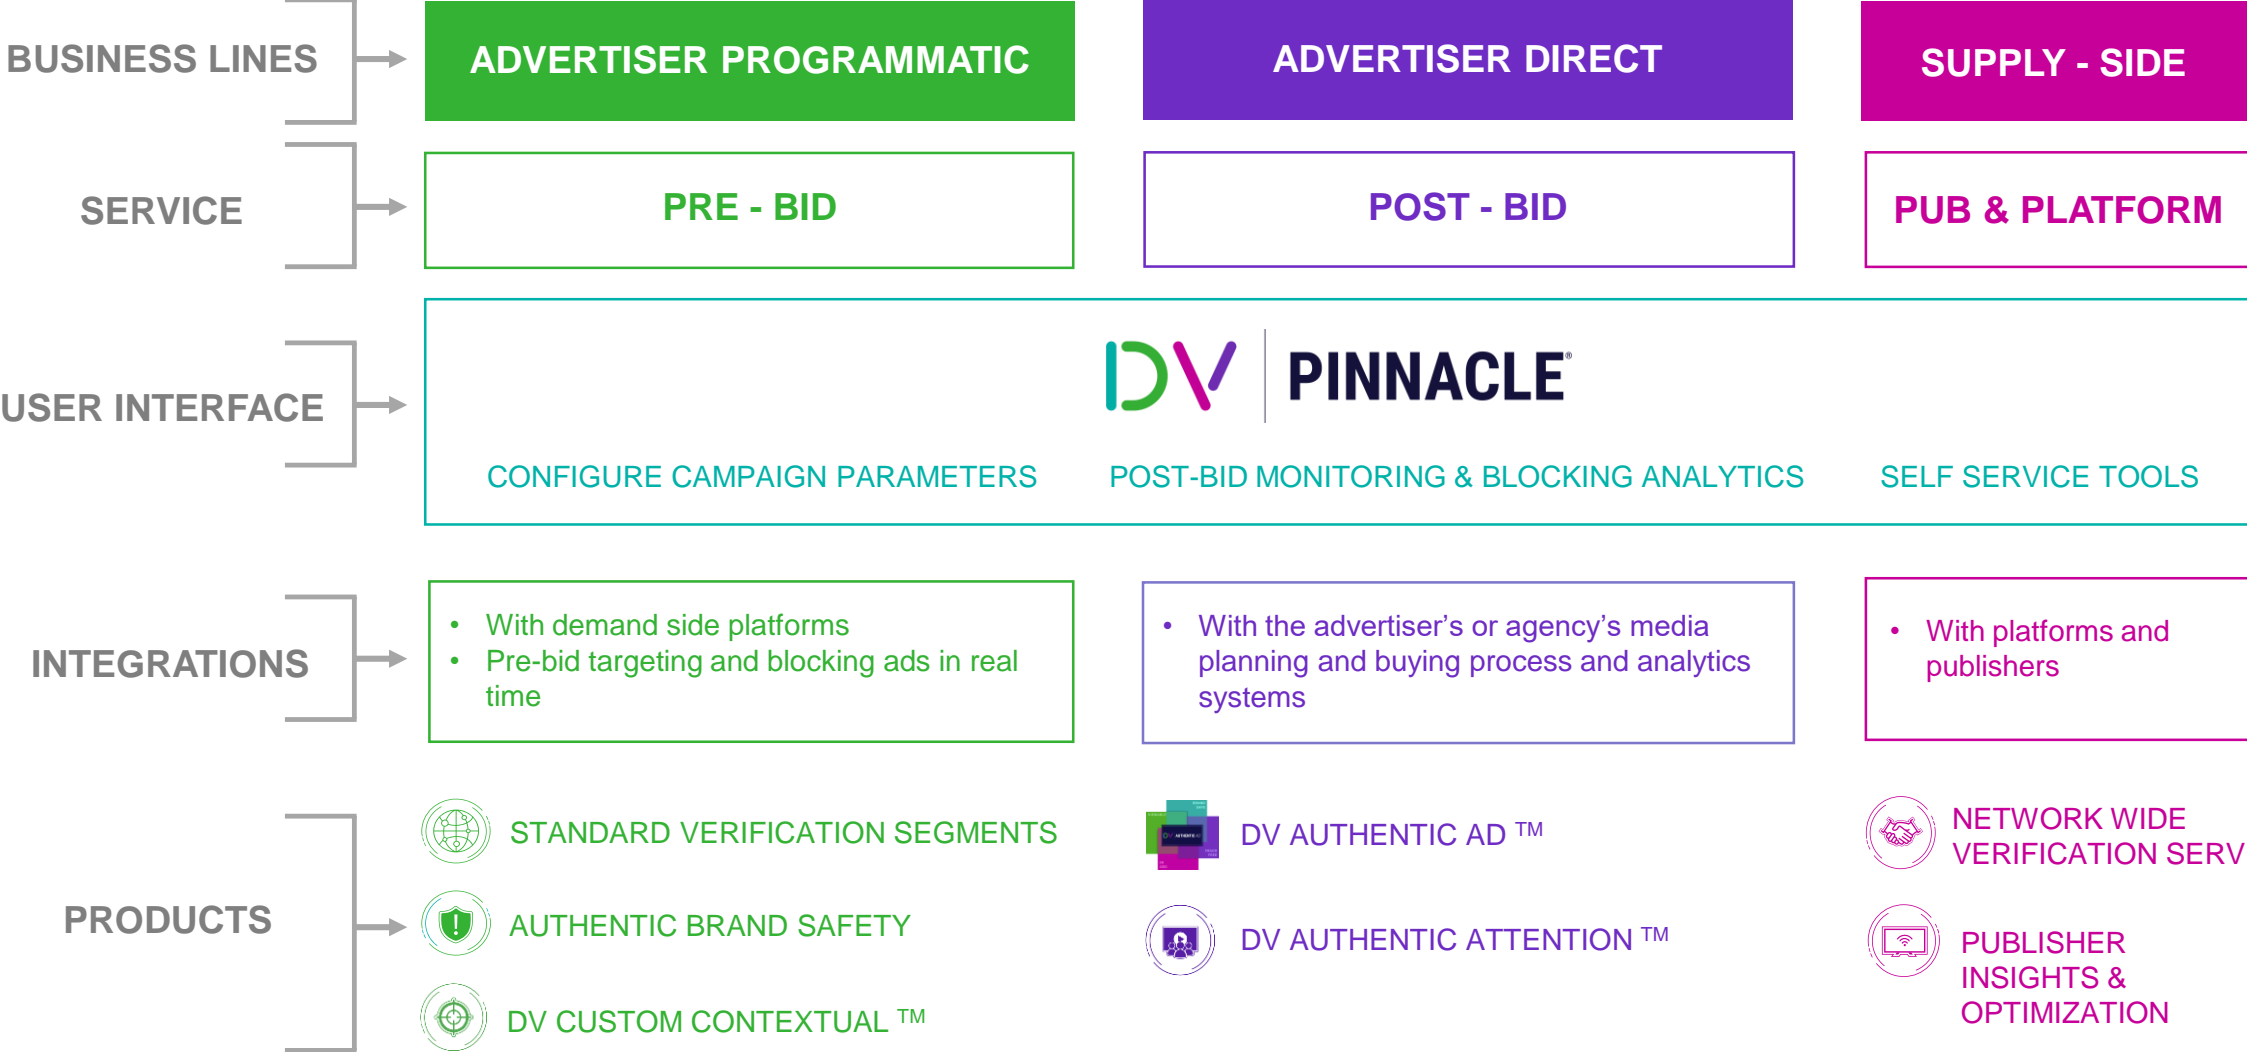 BUSINESS LINES
ADVERTISER PROGRAMMATIC
ADVERTISER DIRECT
SUPPLY - SIDE
SERVICE
PRE - BID
POST - BID
PUB & PLATFORM
USER INTERFACE
DV PINNACLE®
CONFIGURE CAMPAIGN PARAMETERS
POST-BID MONITORING & BLOCKING ANALYTICS
SELF SERVICE TOOLS
INTEGRATIONS
• With demand side platforms
• Pre-bid targeting and blocking ads in real
time
• With the advertiser’s or agency’s media
planning and buying process and analytics
systems
• With platforms and
publishers
PRODUCTS
STANDARD VERIFICATION SEGMENTS
AUTHENTIC BRAND SAFETY
DV CUSTOM CONTEXTUAL TM
DV AUTHENTIC AD TM
DV AUTHENTIC ATTENTION TM
NETWORK WIDE
VERIFICATION SERV
PUBLISHER
INSIGHTS &
OPTIMIZATION